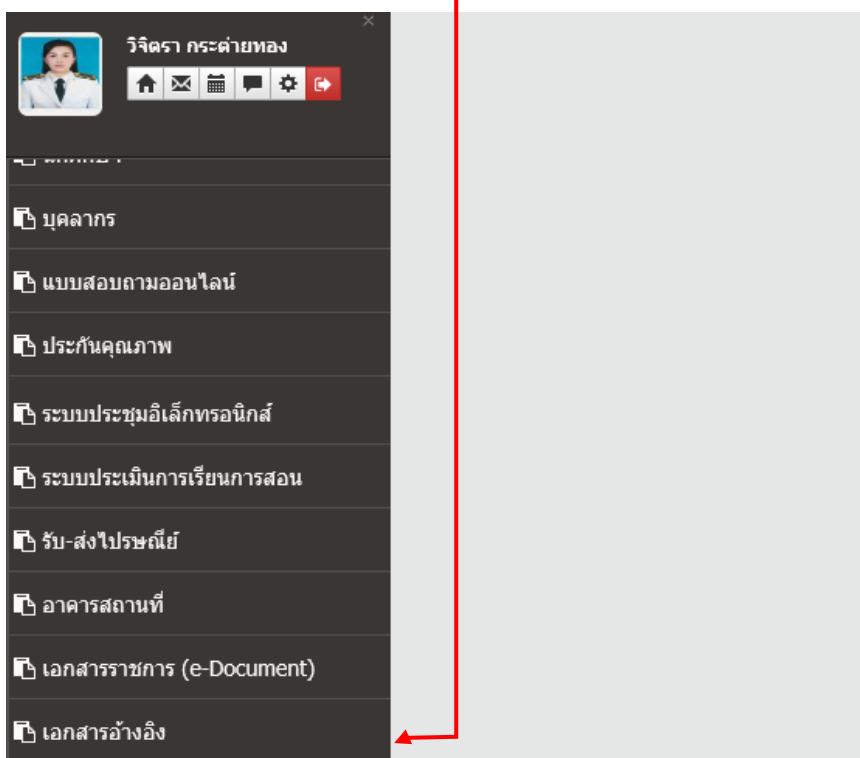 วิจิตรา กระต่ายทอง
บุคลากร
แบบสอบถามออนไลน์
ประกันคุณภาพ
ระบบประชุมอิเล็กทรอนิกส์
ระบบประเมินการเรียนการสอน
รับ-ส่งไปรษณีย์
อาคารสถานที่
เอกสารราชการ (e-Document)
เอกสารอ้างอิง